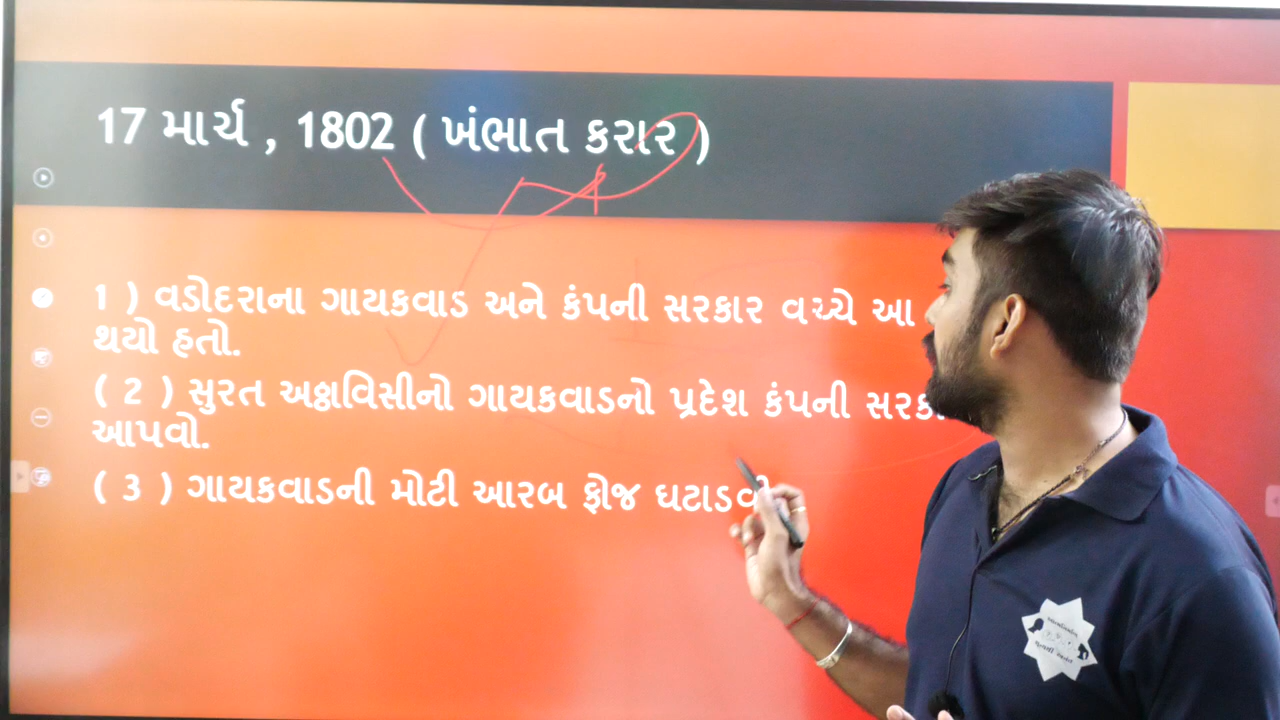 17 માર્ચ , 1802 ( ખંભાત કરાર )
1 ) વડોદરાના ગાયકવાડ અને કંપની સરકાર વચ્ચે આ
થયો હતો.
( 2 ) સુરત અઠ્ઠાવિસીનો ગાયકવાડનો પ્રદેશ કંપની
આપવો.
( 3 ) ગાયકવાડની મોટી આરબ ફોજ ઘટાડવી